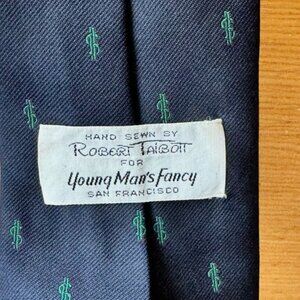 HAND SEWN BY
ROBERT TALBOTT
FOR
Young Man's Fancy
SAN FRANCISCO